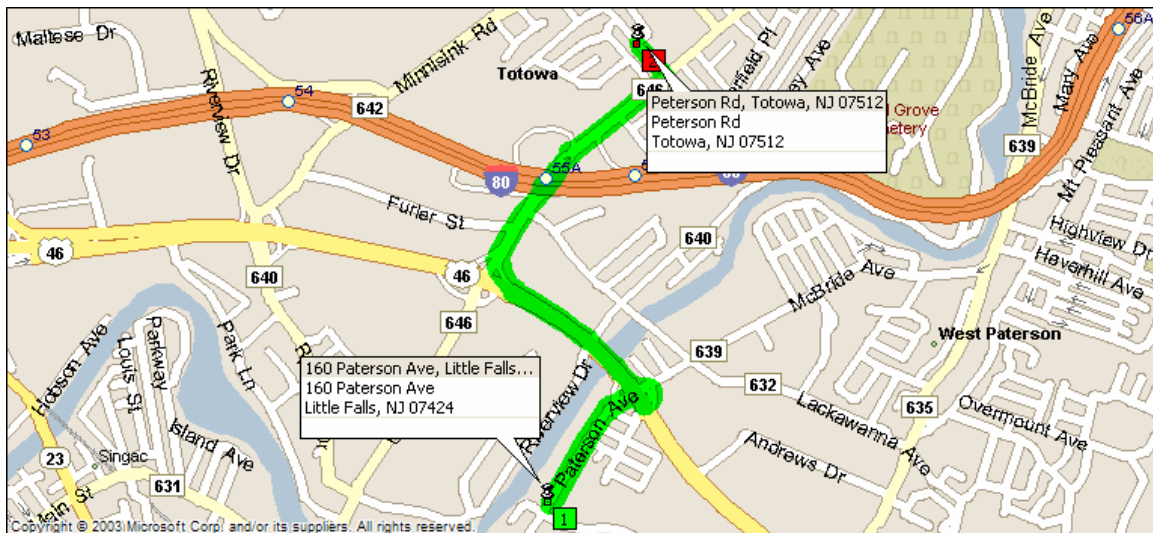 56A
Maltese Dr
Minnisink Rd
Riverview Dr
Totowa
McBride Ave
Mary Ave
54
642
53
646
Peterson Rd, Totowa, NJ 07512
Peterson Rd
Totowa, NJ 07512
639
Mt Pleasant Ave
55A
80
Furler St
46
640
640
46
Highview Dr
Haverhill Ave
McBride Ave
646
West Paterson
639
632
635
Hobson Ave
Louis St
Parkway
Park Ln
160 Paterson Ave, Little Falls...
160 Paterson Ave
Little Falls, NJ 07424
Riverview Dr
Paterson Ave
Lackawanna Ave
Overmount Ave
Andrews Dr
Island Ave
23
Singac
631
Main St
1
Copyright © 2003 Microsoft Corp. and/or its suppliers. All rights reserved.